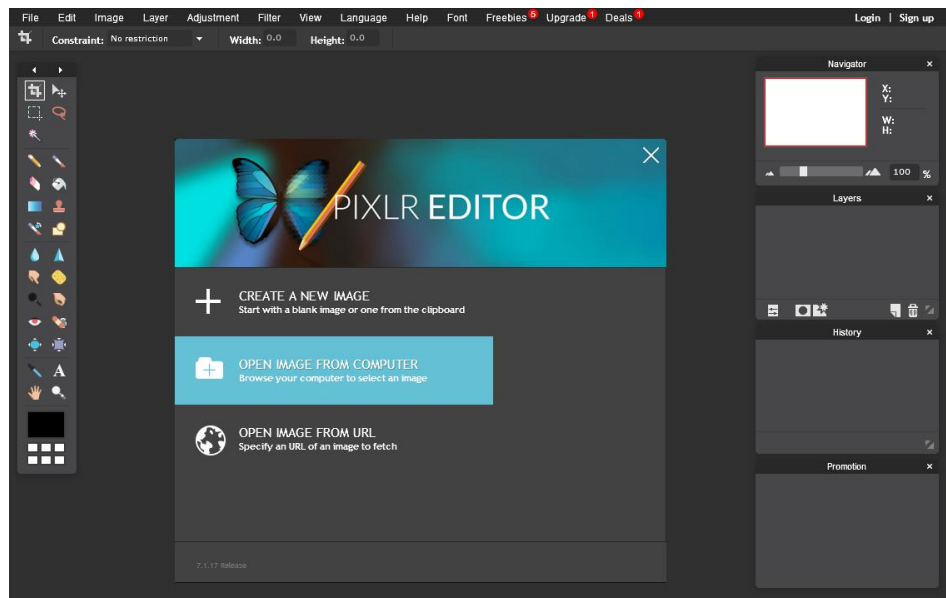 File Edit Image Layer Adjustment Filter View Language Help Font Freebies 5 Upgrade 1 Deals 1 Login | Sign up
Constraint: No restriction Width: 0.0 Height: 0.0
Navigator
X:
Y:
W:
H:
100 %
Layers
PIXLR EDITOR
CREATE A NEW IMAGE
Start with a blank image or one from the clipboard
History
OPEN IMAGE FROM COMPUTER
Browse your computer to select an image
A
OPEN IMAGE FROM URL
Specify an URL of an image to fetch
Promotion
7.1.17 Release